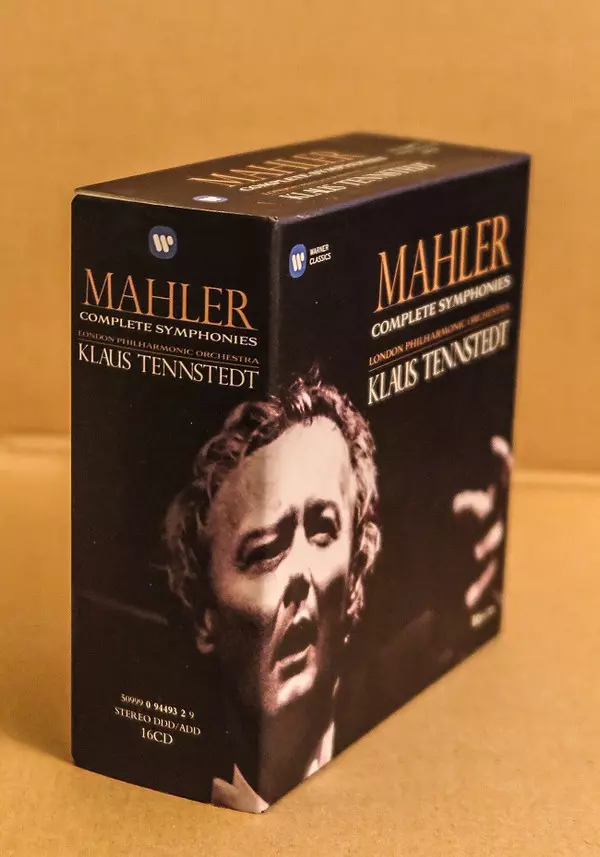 MAHLER
COMPLETE SYMPHONIES
KLAUS TENNSTEDT
MAHLER
COMPLETE SYMPHONIES
LONDON PHILHARMONIC ORCHESTRA
KLAUS TENNSTEDT
50999 0 94493 2 9
STEREO DDD/ADD
16CD
WARNER
CLASSICS
MAHLER
COMPLETE SYMPHONIES
LONDON PHILHARMONIC ORCHESTRA
KLAUS TENNSTEDT